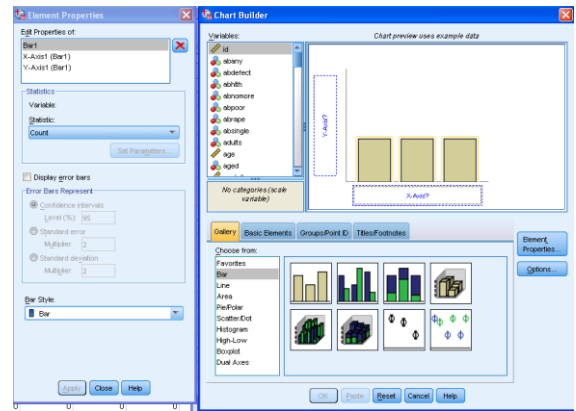 Element Properties
Edit Properties of:
Bar1
X-Axis1 (Bar1)
Y-Axis1 (Bar1)
Statistics
Variable:
Statistic:
Count
Set Parameters...
Display error bars
Error Bars Represent
Confidence intervals
Level (%): 95
Standard error
Multiplier: 2
Standard deviation
Multiplier: 2
Bar Style:
Bar
Apply Close Help
0 0 0 0
Chart Builder
Variables:
id
abany
abdefect
abhlth
abnomore
abpoor
abrape
absingle
adults
age
aged
No categories (scale
variable)
Chart preview uses example data
Y-Axis?
X-Axis?
Gallery Basic Elements Groups/Point ID Titles/Footnotes
Choose from:
Favorites
Bar
Line
Area
Pie/Polar
Scatter/Dot
Histogram
High-Low
Boxplot
Dual Axes
Element
Properties...
Options...
OK Paste Reset Cancel Help